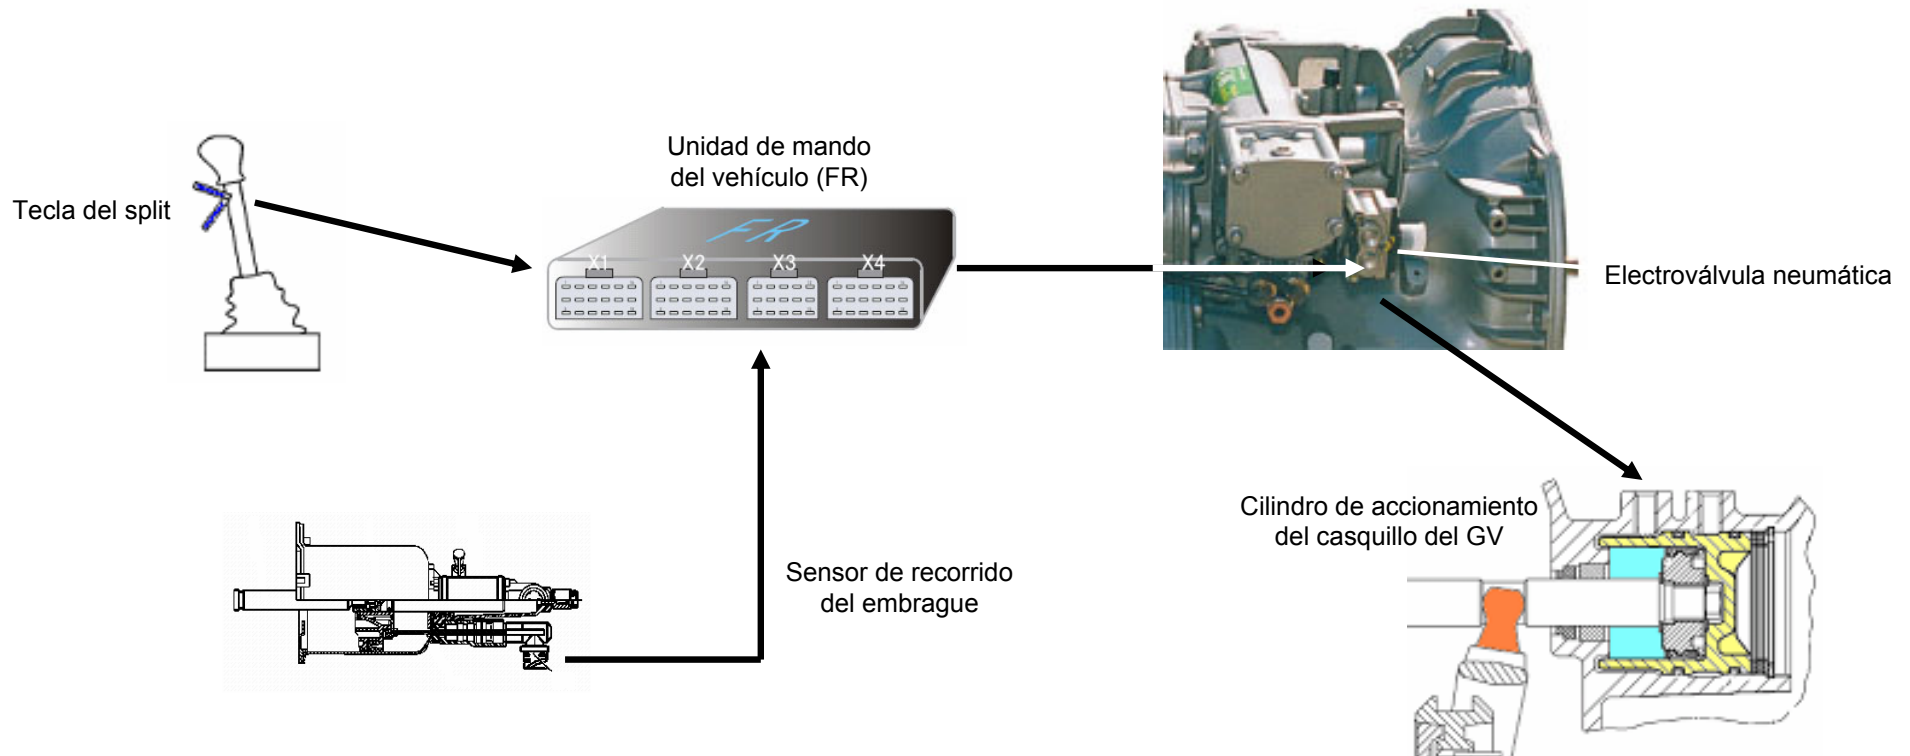 Tecla del split
Unidad de mando
del vehículo (FR)
FR
X1 X2 X3 X4
Electroválvula neumática
Cilindro de accionamiento
del casquillo del GV
Sensor de recorrido
del embrague